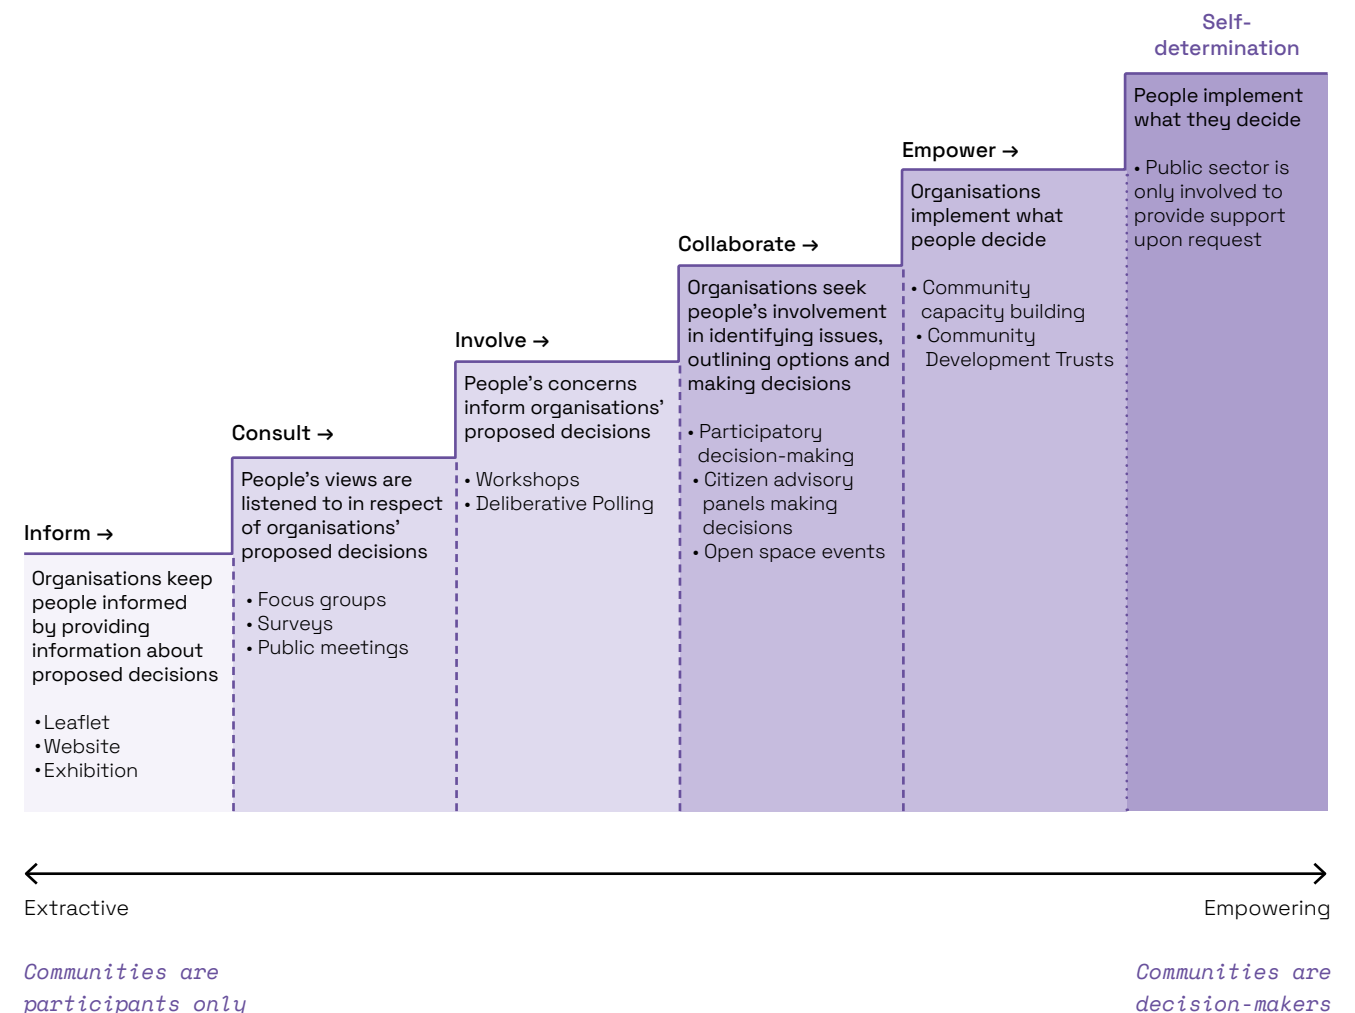 Self-
determination
People implement
what they decide
• Public sector is
only involved to
provide support
upon request
Empower →
Organisations
implement what
people decide
• Community
capacity building
• Community
Development Trusts
Collaborate →
Organisations seek
people's involvement
in identifying issues,
outlining options and
making decisions
• Participatory
decision-making
• Citizen advisory
panels making
decisions
• Open space events
Involve →
People's concerns
inform organisations'
proposed decisions
• Workshops
• Deliberative Polling
Consult →
People's views are
listened to in respect
of organisations'
proposed decisions
• Focus groups
• Surveys
• Public meetings
Inform →
Organisations keep
people informed
by providing
information about
proposed decisions
• Leaflet
• Website
• Exhibition
Extractive
Empowering
Communities are
participants only
Communities are
decision-makers